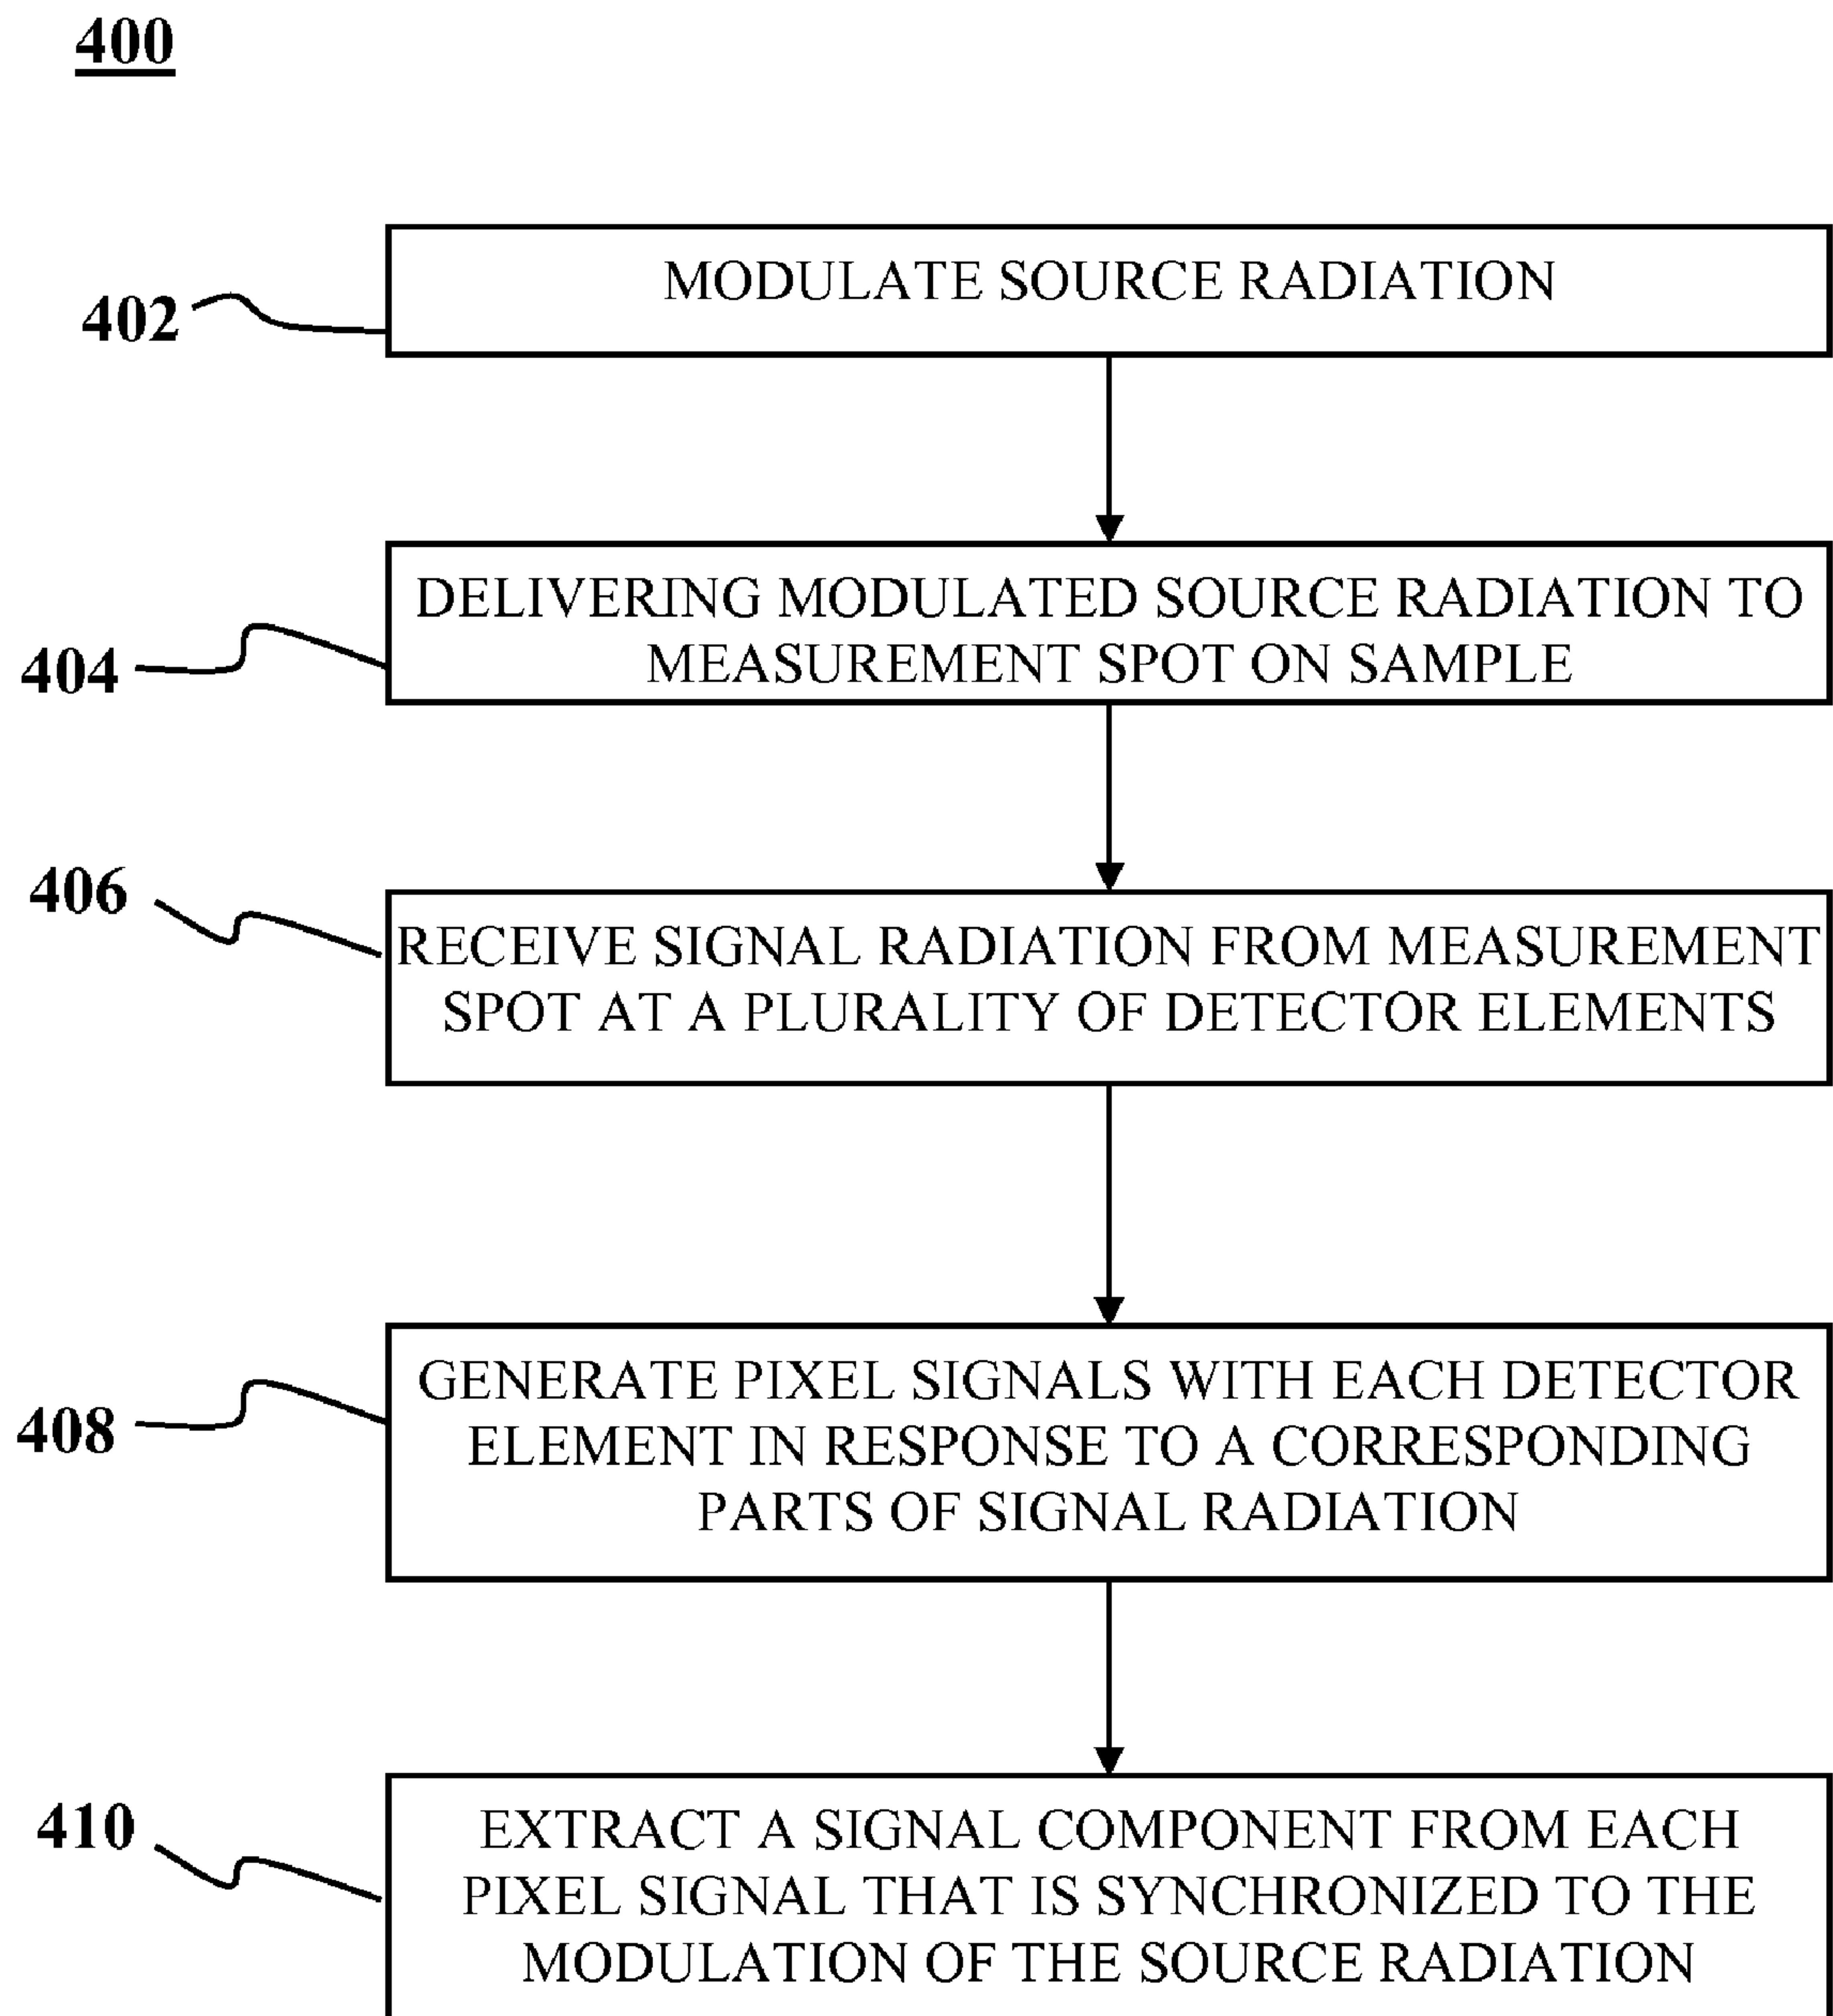 400
402
MODULATE SOURCE RADIATION
404
DELIVERING MODULATED SOURCE RADIATION TO
MEASUREMENT SPOT ON SAMPLE
406
RECEIVE SIGNAL RADIATION FROM MEASUREMENT
SPOT AT A PLURALITY OF DETECTOR ELEMENTS
408
GENERATE PIXEL SIGNALS WITH EACH DETECTOR
ELEMENT IN RESPONSE TO A CORRESPONDING
PARTS OF SIGNAL RADIATION
410
EXTRACT A SIGNAL COMPONENT FROM EACH
PIXEL SIGNAL THAT IS SYNCHRONIZED TO THE
MODULATION OF THE SOURCE RADIATION